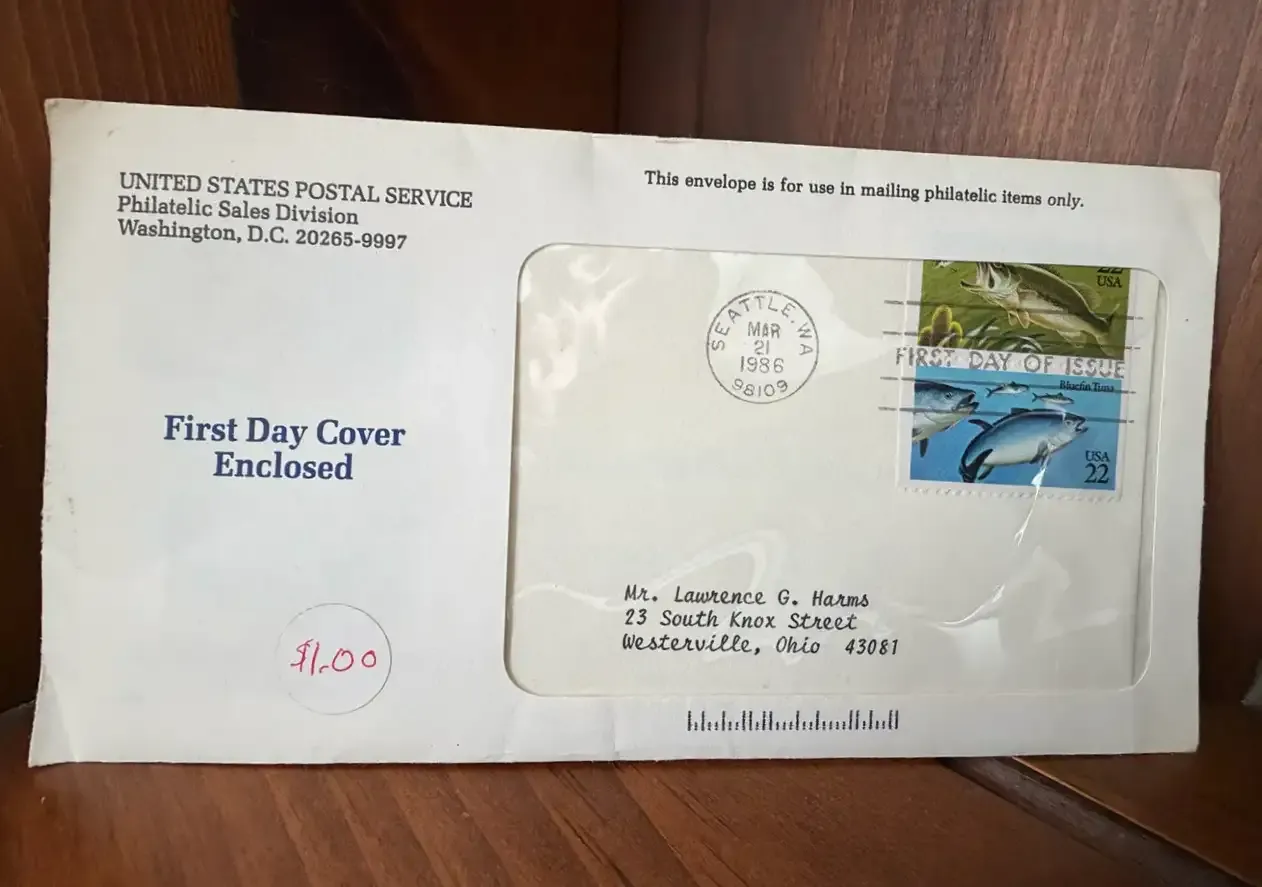 UNITED STATES POSTAL SERVICE
Philatelic Sales Division
Washington, D.C. 20265-9997
This envelope is for use in mailing philatelic items only.
First Day Cover
Enclosed
$1.00
SEATTLE, WA
MAR
21
1986
98109
22
USA
FIRST DAY OF ISSUE
Bluefin Tuna
USA
22
Mr. Lawrence G. Harms
23 South Knox Street
Westerville, Ohio 43081